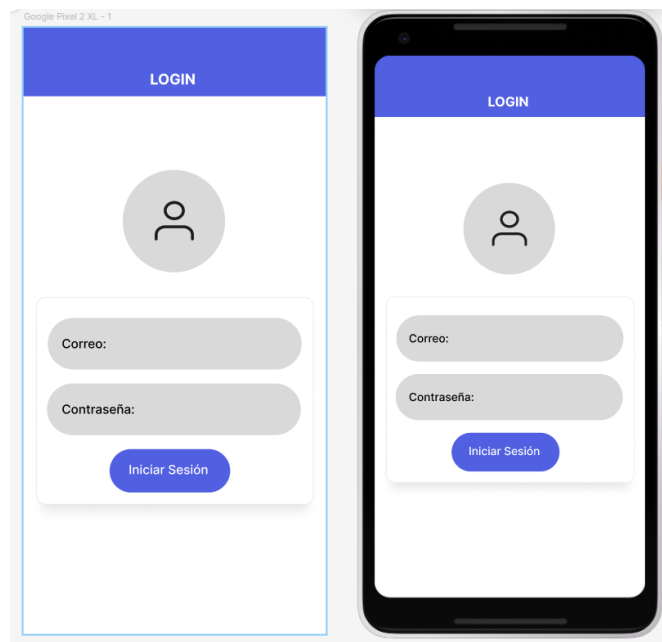 Google Pixel 2 XL - 1
LOGIN
Correo:
Contraseña:
Iniciar Sesión
LOGIN
Correo:
Contraseña:
Iniciar Sesión